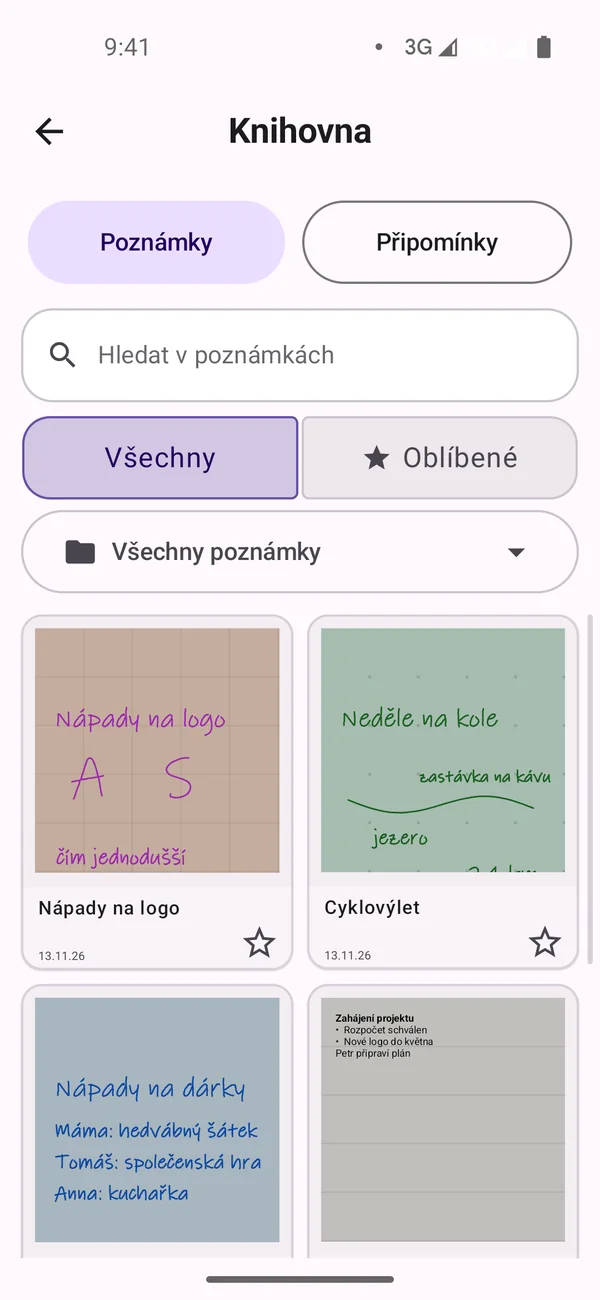 9:41
3G
Knihovna
Poznámky
Připomínky
Hledat v poznámkách
Všechny
Oblíbené
Všechny poznámky
Nápady na logo
A S
čím jednodušší
Neděle na kole
zastávka na kávu
jezero
Nápady na logo
13.11.26
Cyklovýlet
13.11.26
Nápady na dárky
Máma: hedvábný šátek
Tomáš: společenská hra
Anna: kuchařka
Zahájení projektu
• Rozpočet schválen
• Nové logo do května
Petr připraví plán